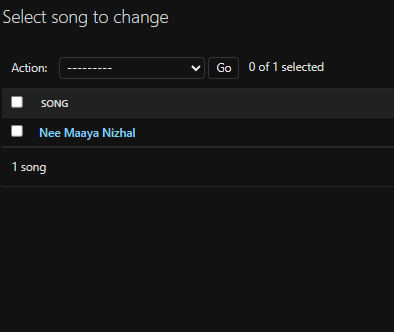 Select song to change
Action: --------- Go 0 of 1 selected
SONG
Nee Maaya Nizhal
1 song